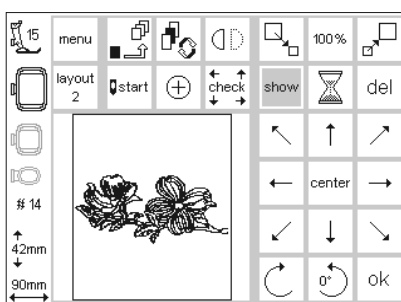 15
menu
100%
layout
2
start
check
show
del
# 14
center
42mm
90mm
0°
ok